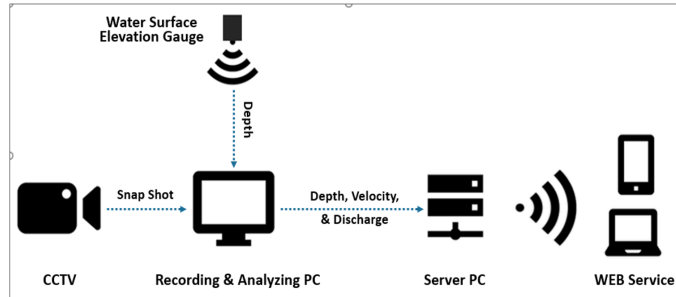 Water Surface
Elevation Gauge
Depth
Snap Shot
Depth, Velocity,
& Discharge
CCTV
Recording & Analyzing PC
Server PC
WEB Service